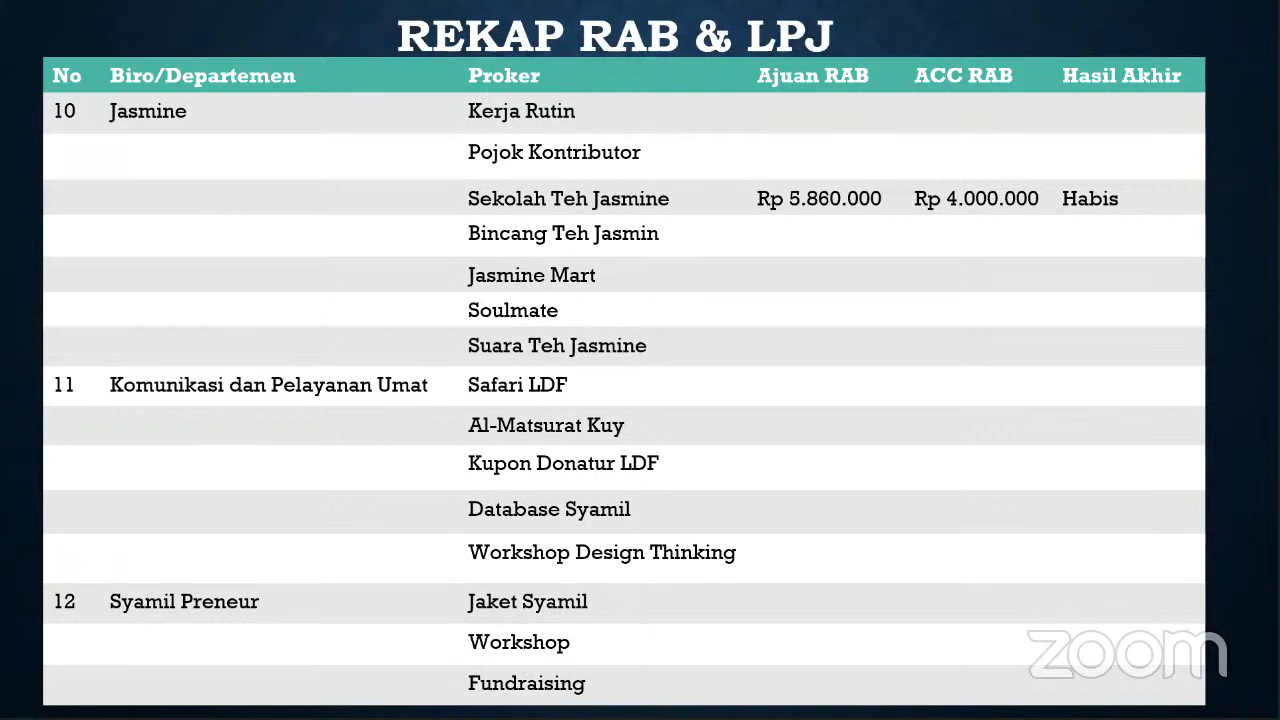 REKAP RAB & LPJ
No Biro/Departemen Proker Ajuan RAB ACC RAB Hasil Akhir
10 Jasmine Kerja Rutin
Pojok Kontributor
Sekolah Teh Jasmine Rp 5.860.000 Rp 4.000.000 Habis
Bincang Teh Jasmin
Jasmine Mart
Soulmate
Suara Teh Jasmine
11 Komunikasi dan Pelayanan Umat Safari LDF
Al-Matsurat Kuy
Kupon Donatur LDF
Database Syamil
Workshop Design Thinking
12 Syamil Preneur Jaket Syamil
Workshop
Fundraising
zoom